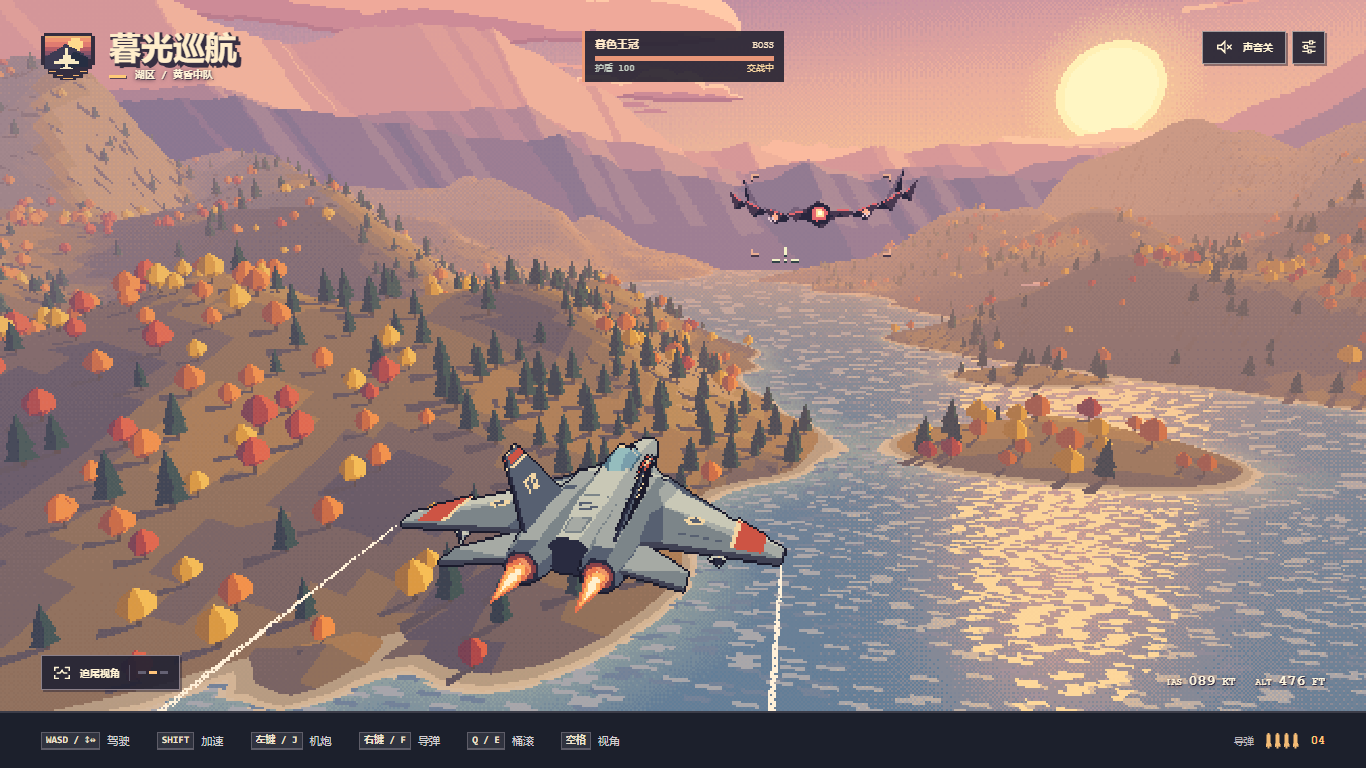 暮光巡航
湖区 / 黄昏中队
暮色王冠 BOSS
护盾 100 交战中
声音关
追尾视角
IAS 089 KT ALT 476 FT
WASD / ↕↔ 驾驶 SHIFT 加速 左键 / J 机炮 右键 / F 导弹 Q / E 桶滚 空格 视角
导弹 04